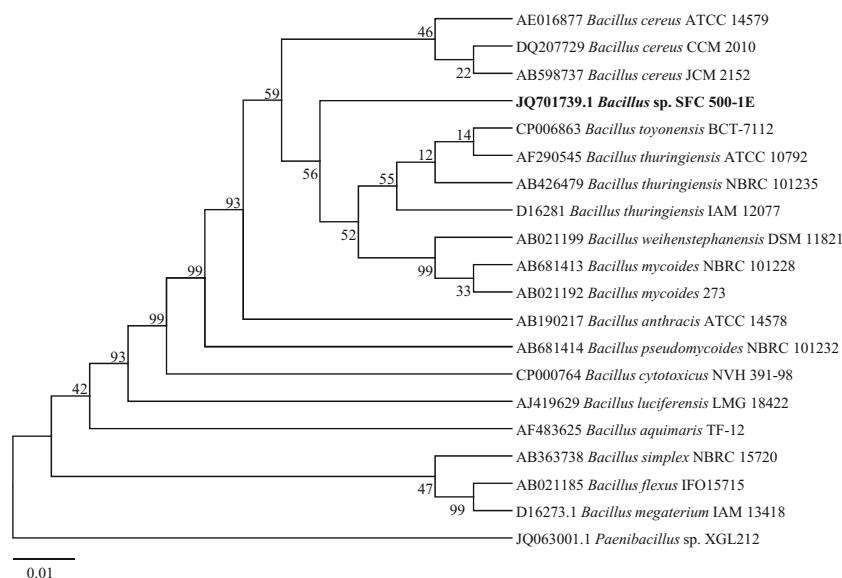 46 AE016877 Bacillus cereus ATCC 14579
DQ207729 Bacillus cereus CCM 2010
22 AB598737 Bacillus cereus JCM 2152
59 JQ701739.1 Bacillus sp. SFC 500-1E
CP006863 Bacillus toyonensis BCT-7112
14
AF290545 Bacillus thuringiensis ATCC 10792
12
56
AB426479 Bacillus thuringiensis NBRC 101235
55
D16281 Bacillus thuringiensis IAM 12077
93
52
AB021199 Bacillus weihenstephanensis DSM 11821
AB681413 Bacillus mycoides NBRC 101228
99
99
33 AB021192 Bacillus mycoides 273
AB190217 Bacillus anthracis ATCC 14578
99
AB681414 Bacillus pseudomycoides NBRC 101232
93
CP000764 Bacillus cytotoxicus NVH 391-98
42
AJ419629 Bacillus luciferensis LMG 18422
AF483625 Bacillus aquimaris TF-12
AB363738 Bacillus simplex NBRC 15720
47
AB021185 Bacillus flexus IFO15715
99
D16273.1 Bacillus megaterium IAM 13418
JQ063001.1 Paenibacillus sp. XGL212
0.01